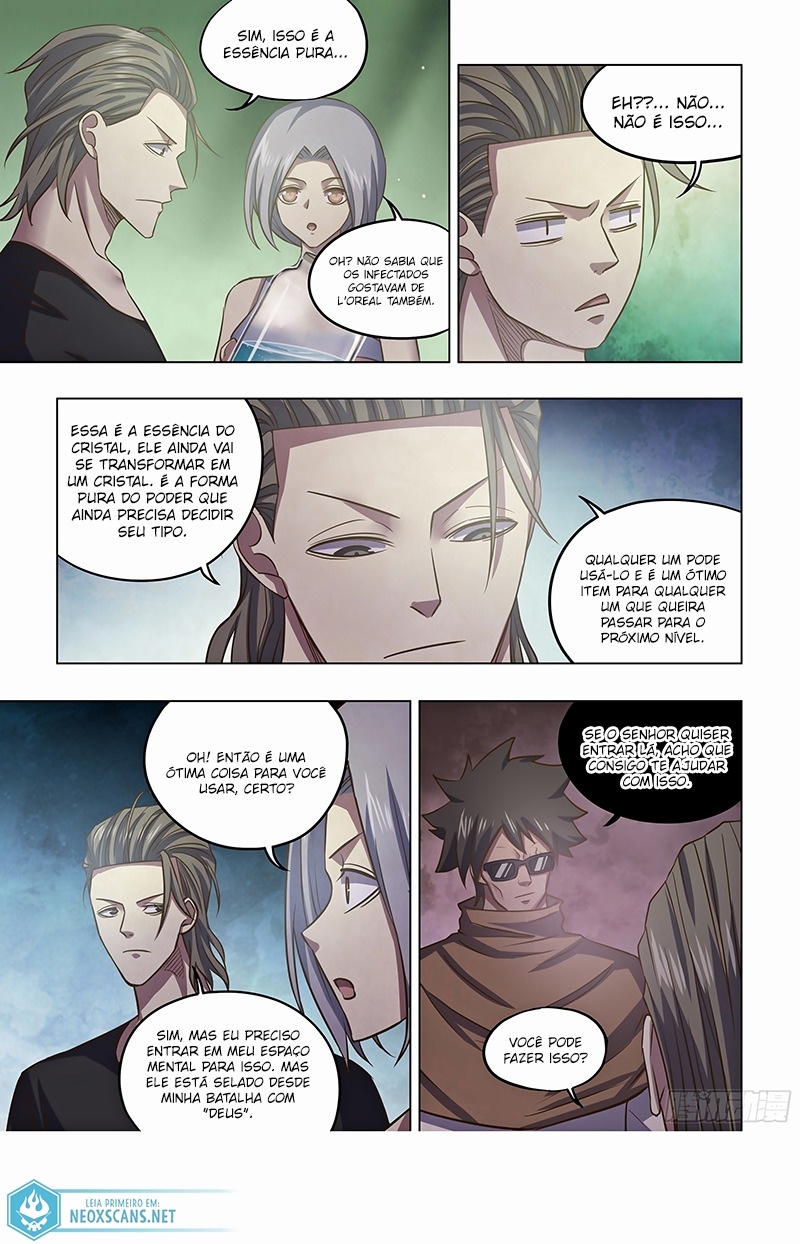 SIM, ISSO É A
ESSÊNCIA PURA...
OH? NÃO SABIA QUE
OS INFECTADOS
GOSTAVAM DE
L'OREAL TAMBÉM.
EH??... NÃO...
NÃO É ISSO...
ESSA É A ESSÊNCIA DO
CRISTAL, ELE AINDA VAI
SE TRANSFORMAR EM
UM CRISTAL. É A FORMA
PURA DO PODER QUE
AINDA PRECISA DECIDIR
SEU TIPO.
QUALQUER UM PODE
USÁ-LO E É UM ÓTIMO
ITEM PARA QUALQUER
UM QUE QUEIRA
PASSAR PARA O
PRÓXIMO NÍVEL.
OH! ENTÃO É UMA
ÓTIMA COISA PARA VOCÊ
USAR, CERTO?
SIM, MAS EU PRECISO
ENTRAR EM MEU ESPAÇO
MENTAL PARA ISSO. MAS
ELE ESTÁ SELADO DESDE
MINHA BATALHA COM
"DEUS".
SE O SENHOR QUISER
ENTRAR LÁ, ACHO QUE
CONSIGO TE AJUDAR
COM ISSO.
VOCÊ PODE
FAZER ISSO?
腾讯动漫
LEIA PRIMEIRO EM:
NEOXSCANS.NET